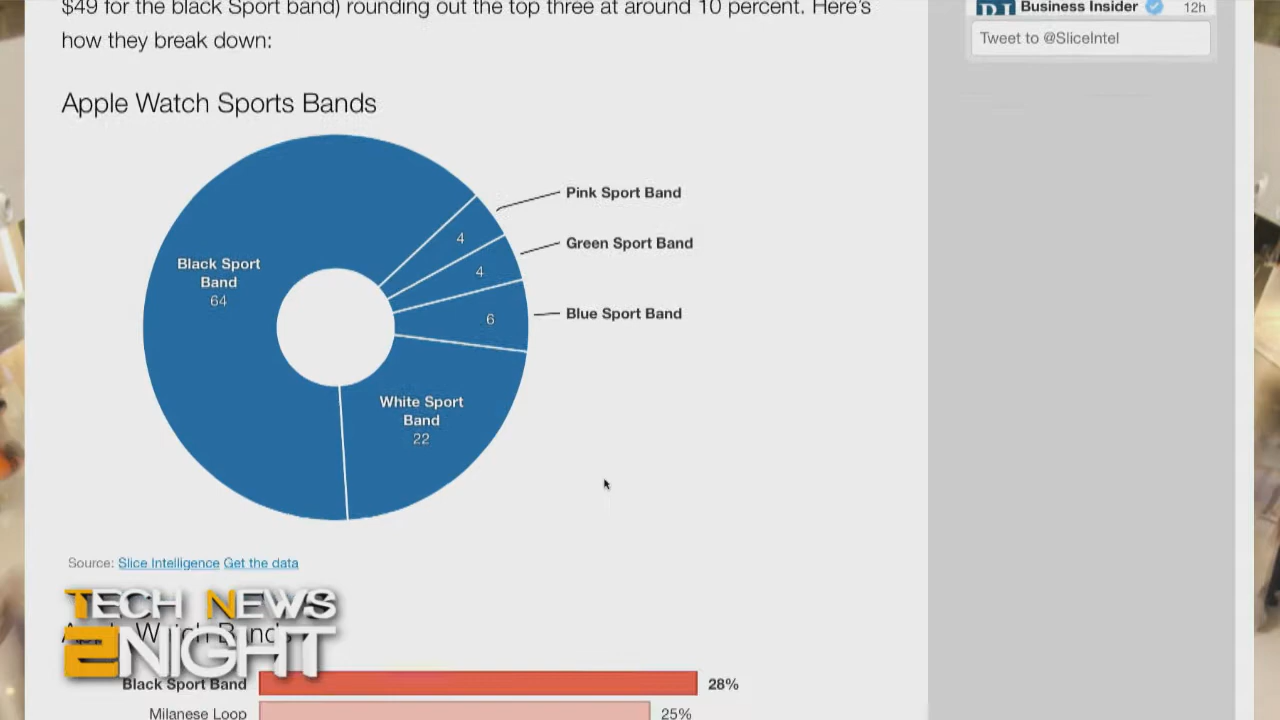 $49 for the black Sport band) rounding out the top three at around 10 percent. Here's
how they break down:
Business Insider
12h
Tweet to @SliceIntel
Apple Watch Sports Bands
Pink Sport Band
4
Green Sport Band
4
Black Sport
Band
64
Blue Sport Band
6
White Sport
Band
22
Source: Slice Intelligence Get the data
TECH NEWS
2NIGHT
Apple Watch Bands
Black Sport Band
28%
Milanese Loop
25%